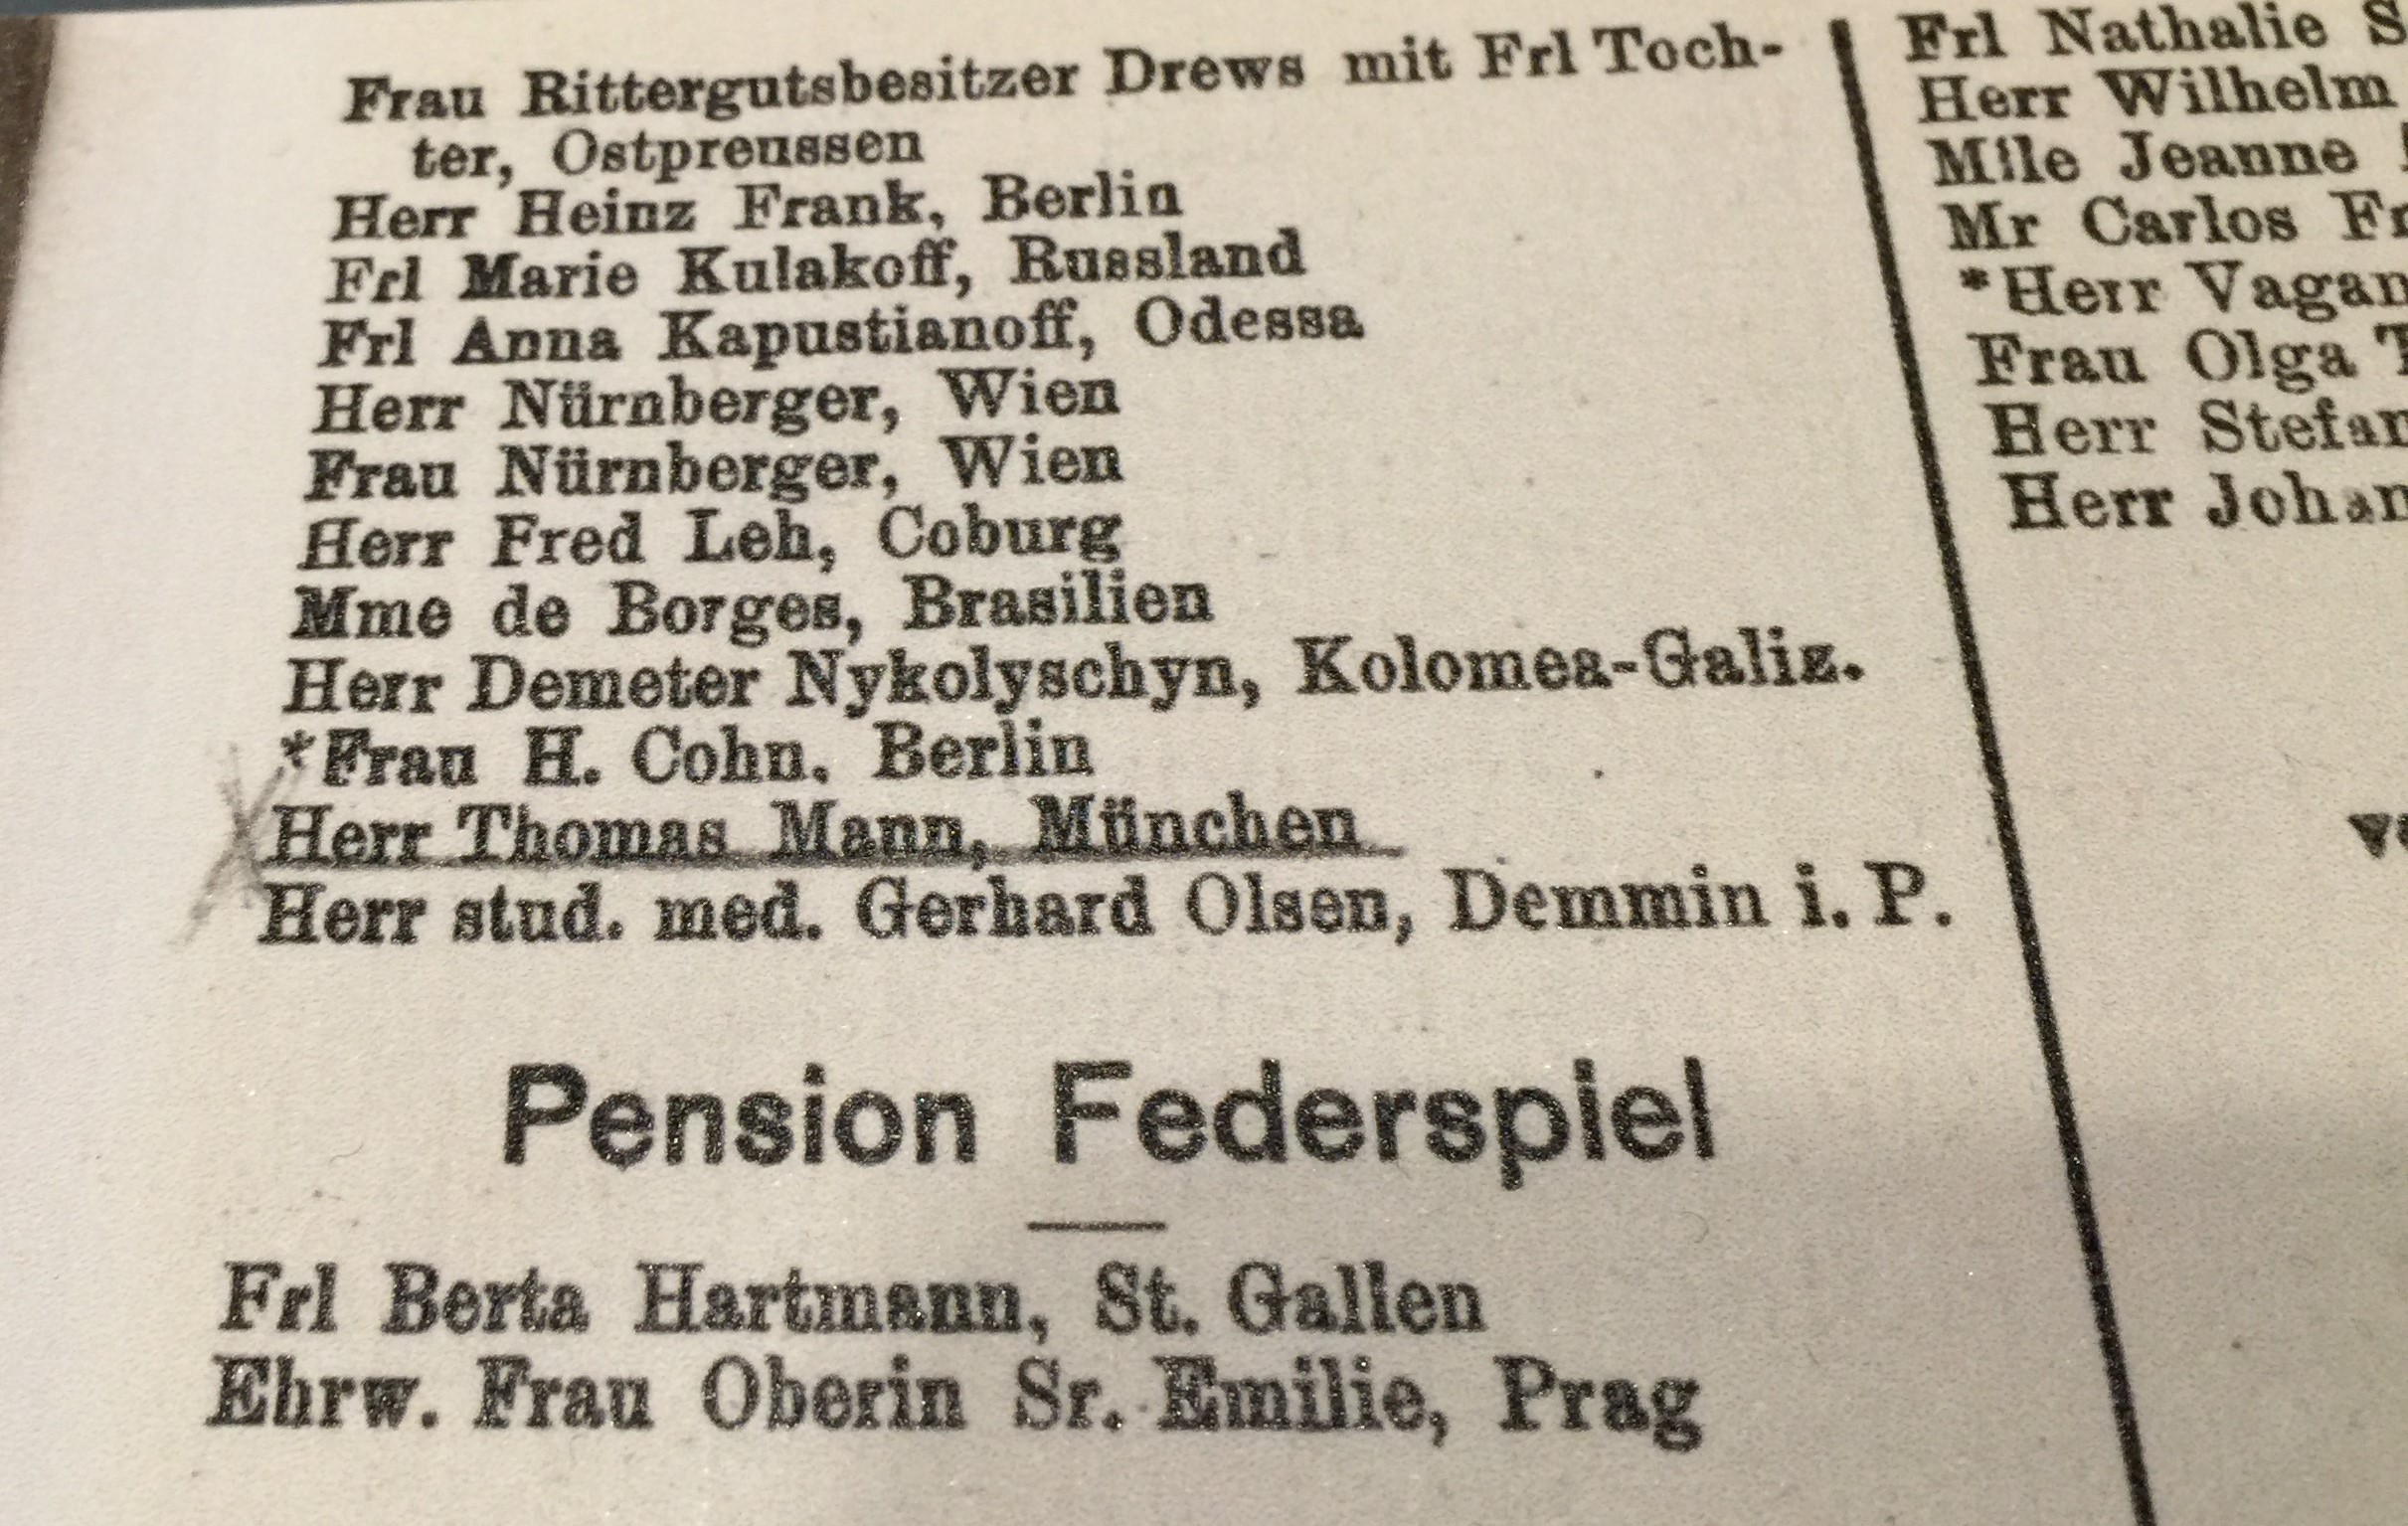 Frau Rittergutsbesitzer Drews mit Frl Toch-
ter, Ostpreussen
Herr Heinz Frank, Berlin
Frl Marie Kulakoff, Russland
Frl Anna Kapustianoff, Odessa
Herr Nürnberger, Wien
Frau Nürnberger, Wien
Herr Fred Leh, Coburg
Mme de Borges, Brasilien
Herr Demeter Nykolyschyn, Kolomea-Galiz.
*Frau H. Cohn. Berlin
Herr Thomas Mann, München
Herr stud. med. Gerhard Olsen, Demmin i. P.
Pension Federspiel
Frl Berta Hartmann, St. Gallen
Ehrw. Frau Oberin Sr. Emilie, Prag
Frl Nathalie
Herr Wilhelm
Mlle Jeanne
Mr Carlos
*Herr
Frau Olga
Herr
Herr